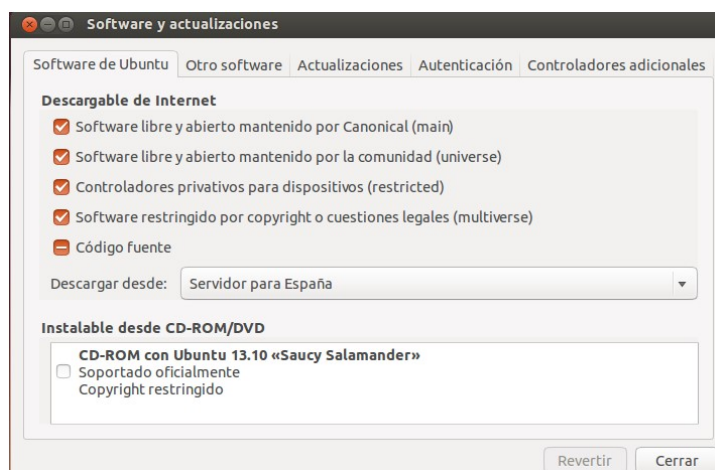 Software y actualizaciones
Software de Ubuntu Otro software Actualizaciones Autenticación Controladores adicionales
Descargable de Internet
Software libre y abierto mantenido por Canonical (main)
Software libre y abierto mantenido por la comunidad (universe)
Controladores privativos para dispositivos (restricted)
Software restringido por copyright o cuestiones legales (multiverse)
Código fuente
Descargar desde: Servidor para España
Instalable desde CD-ROM/DVD
CD-ROM con Ubuntu 13.10 «Saucy Salamander»
Soportado oficialmente
Copyright restringido
Revertir Cerrar